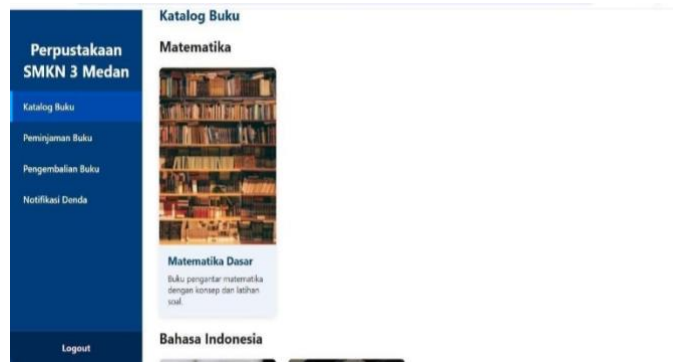 Perpustakaan
SMKN 3 Medan
Katalog Buku
Peminjaman Buku
Pengembalian Buku
Notifikasi Denda
Logout
Katalog Buku
Matematika
Matematika Dasar
Buku pengantar matematika
dengan konsep dan latihan
soal.
Bahasa Indonesia